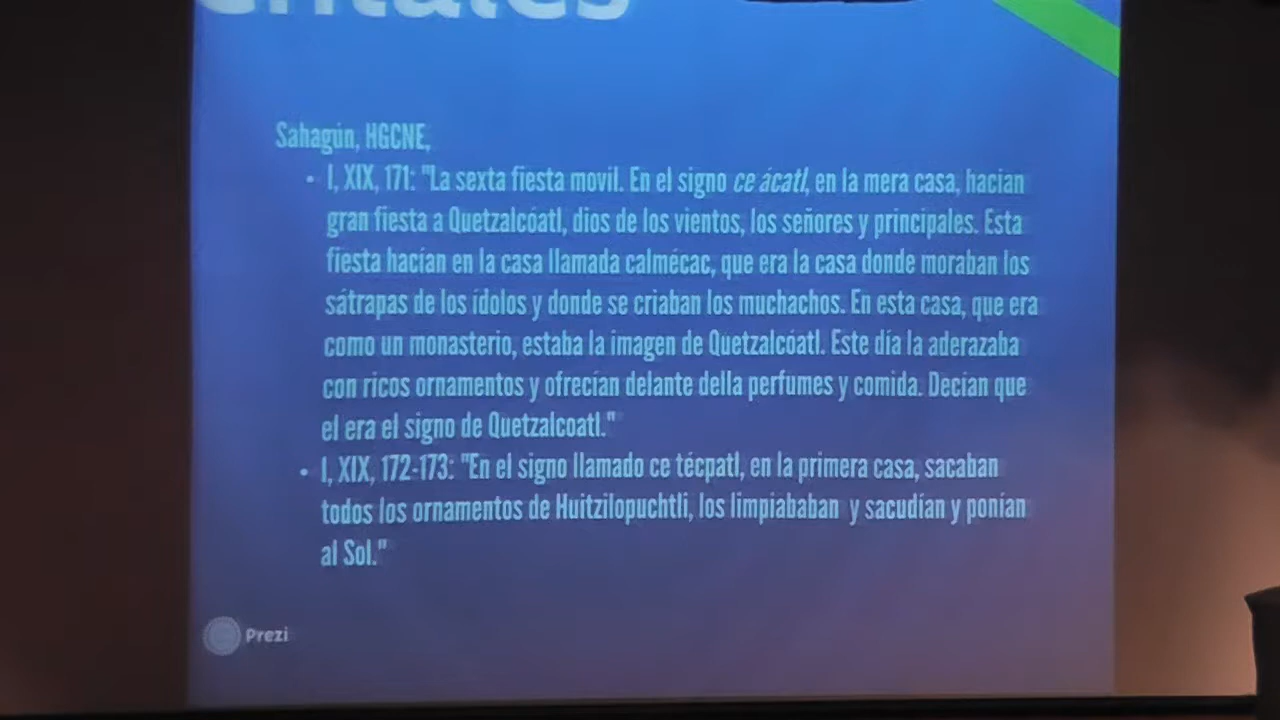 entales
Sahagún, HGCNE,
• I, XIX, 171: "La sexta fiesta movil. En el signo ce ácatl, en la mera casa, hacían
gran fiesta a Quetzalcóatl, dios de los vientos, los señores y principales. Esta
fiesta hacían en la casa llamada calmécac, que era la casa donde moraban los
sátrapas de los ídolos y donde se criaban los muchachos. En esta casa, que era
como un monasterio, estaba la imagen de Quetzalcóatl. Este día la aderazaba
con ricos ornamentos y ofrecían delante della perfumes y comida. Decían que
el era el signo de Quetzalcoatl."
• I, XIX, 172-173: "En el signo llamado ce técpatl, en la primera casa, sacaban
todos los ornamentos de Huitzilopuchtli, los limpiababan y sacudían y ponían
al Sol."
Prezi